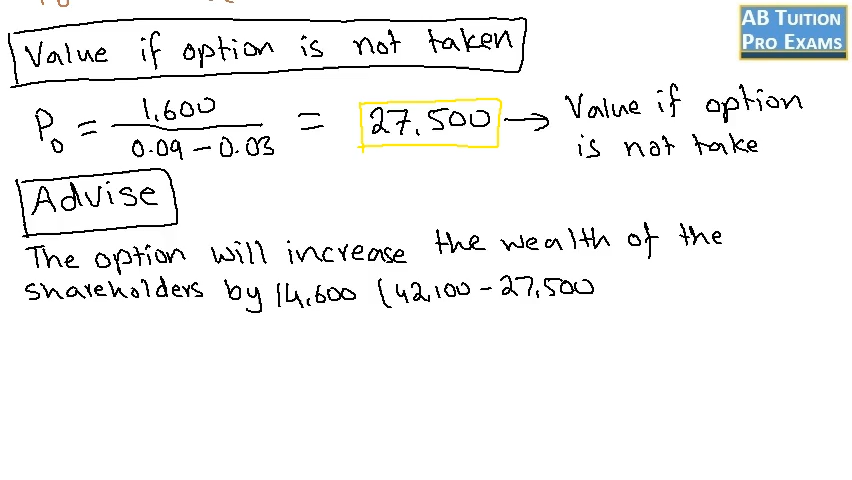 AB TUITION
PRO EXAMS
Value if option is not taken
P₀ = 1,600 / 0.09 - 0.03 = 27,500 → Value if option
is not take
Advise
The option will increase the wealth of the
shareholders by 14,600 (42,100 - 27,500